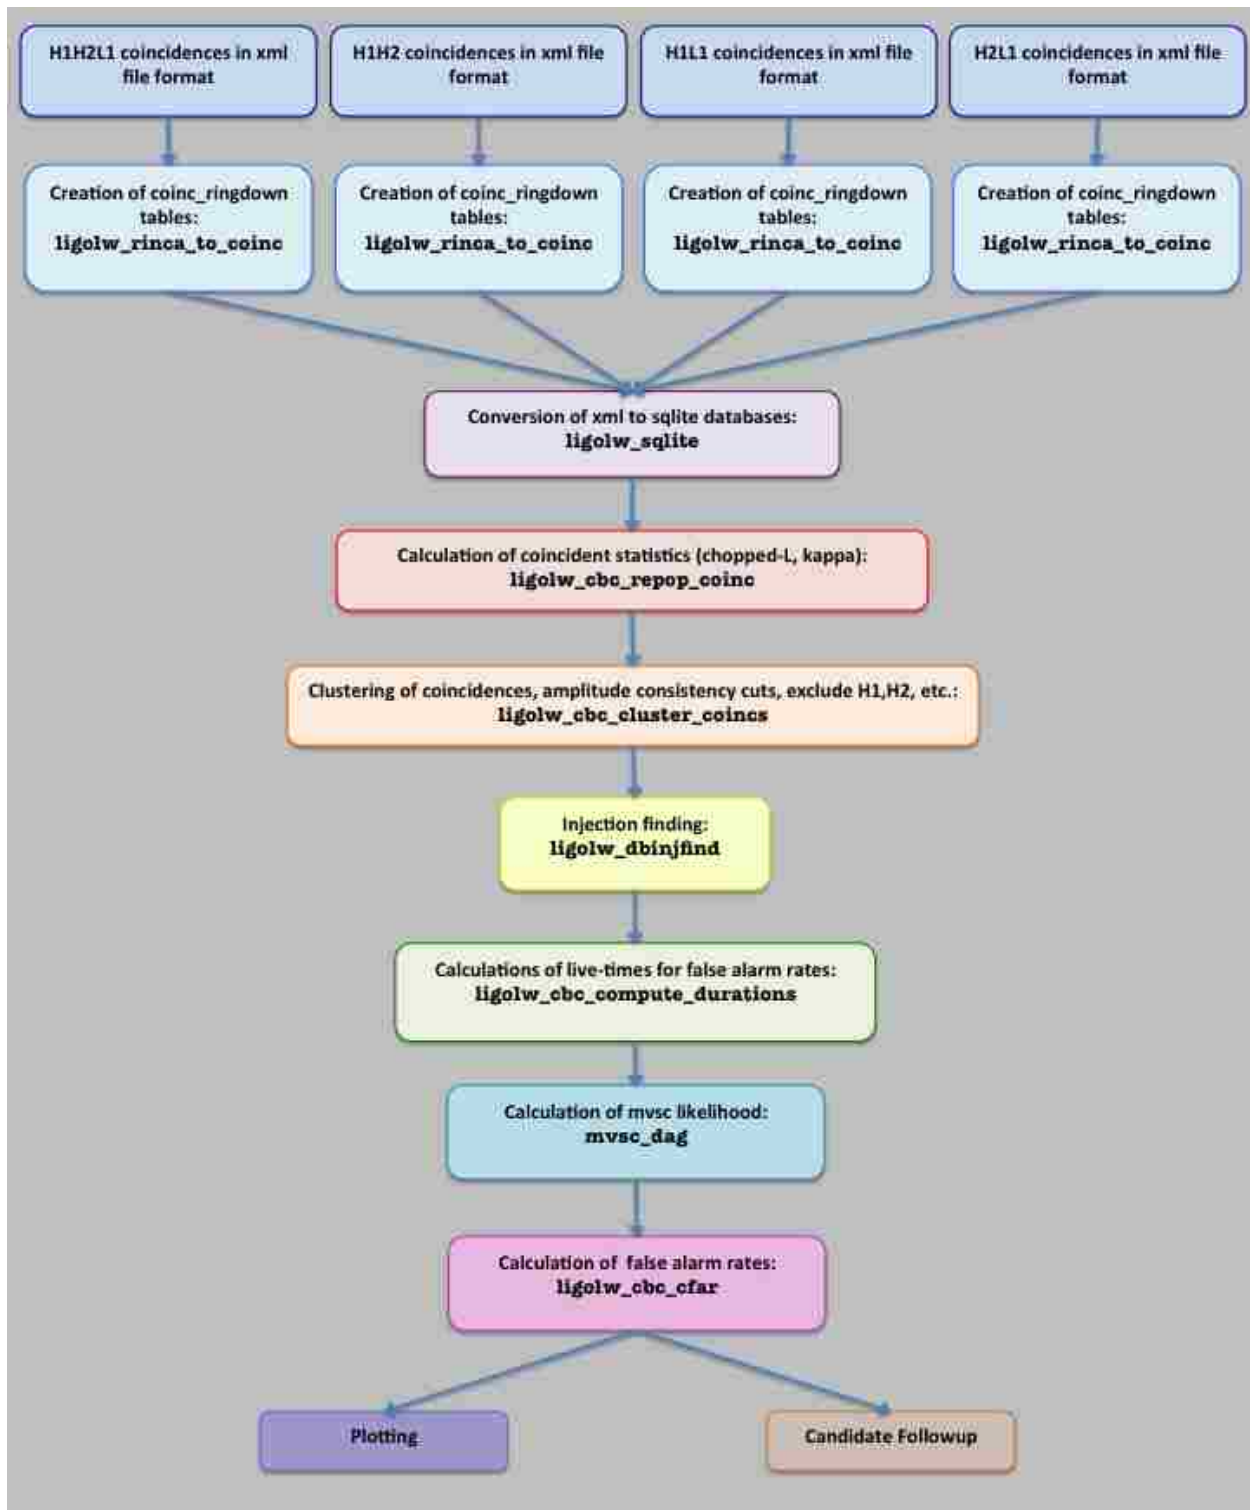 H1H2L1 coincidences in xml
file format
H1H2 coincidences in xml file
format
H1L1 coincidences in xml file
format
H2L1 coincidences in xml file
format
Creation of coinc_ringdown
tables:
ligolw_rinca_to_coinc
Creation of coinc_ringdown
tables:
ligolw_rinca_to_coinc
Creation of coinc_ringdown
tables:
ligolw_rinca_to_coinc
Creation of coinc_ringdown
tables:
ligolw_rinca_to_coinc
Conversion of xml to sqlite databases:
ligolw_sqlite
Calculation of coincident statistics (chopped-L, kappa):
ligolw_cbc_repop_coinc
Clustering of coincidences, amplitude consistency cuts, exclude H1,H2, etc.:
ligolw_cbc_cluster_coincs
Injection finding:
ligolw_dbinjfind
Calculations of live-times for false alarm rates:
ligolw_cbc_compute_durations
Calculation of mvsc likelihood:
mvsc_dag
Calculation of false alarm rates:
ligolw_cbc_cfar
Plotting
Candidate Followup